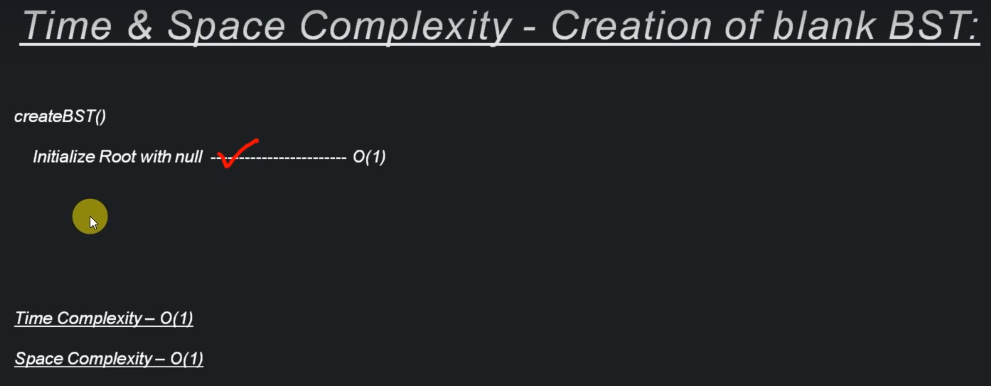 Time & Space Complexity - Creation of blank BST:
createBST()
Initialize Root with null ------------------------ O(1)
Time Complexity – O(1)
Space Complexity – O(1)